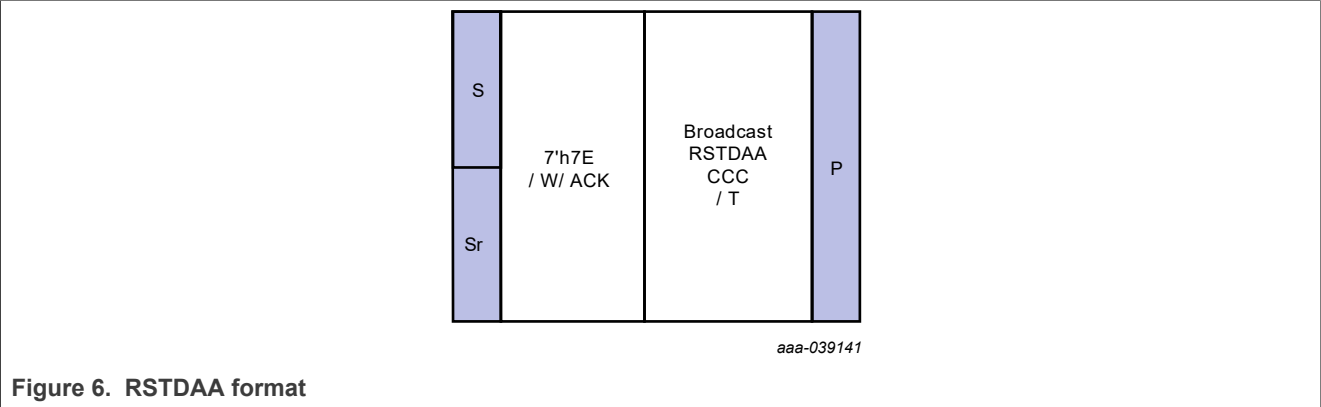 S
Sr
7'h7E
/ W/ ACK
Broadcast
RSTDAA
CCC
/ T
P
aaa-039141
Figure 6. RSTDAA format